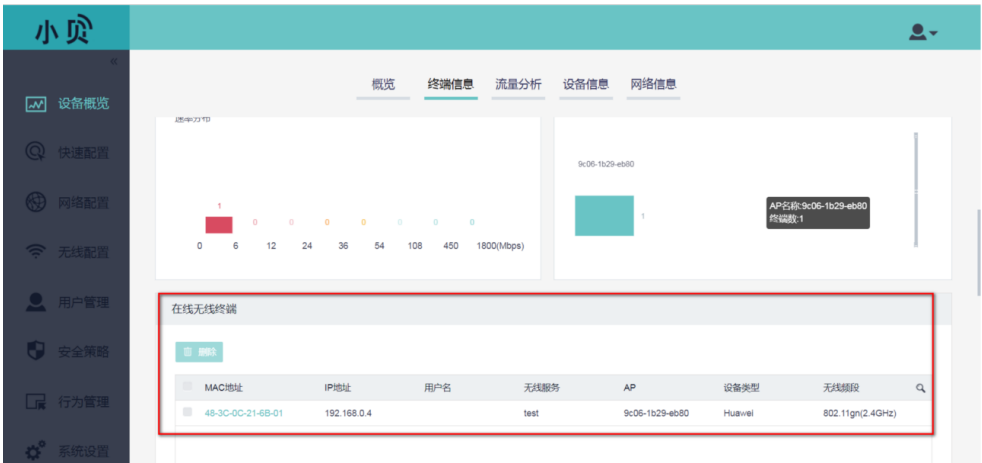 小贝
«
概览 终端信息 流量分析 设备信息 网络信息
设备概览
快速配置
网络配置
无线配置
用户管理
安全策略
行为管理
系统设置
速率分布
1 0 0 0 0 0 0 0
0 6 12 24 36 54 108 450 1800(Mbps)
9c06-1b29-eb80
1
AP名称:9c06-1b29-eb80
终端数:1
在线无线终端
删除
MAC地址 IP地址 用户名 无线服务 AP 设备类型 无线频段
48-3C-0C-21-6B-01 192.168.0.4 test 9c06-1b29-eb80 Huawei 802.11gn(2.4GHz)